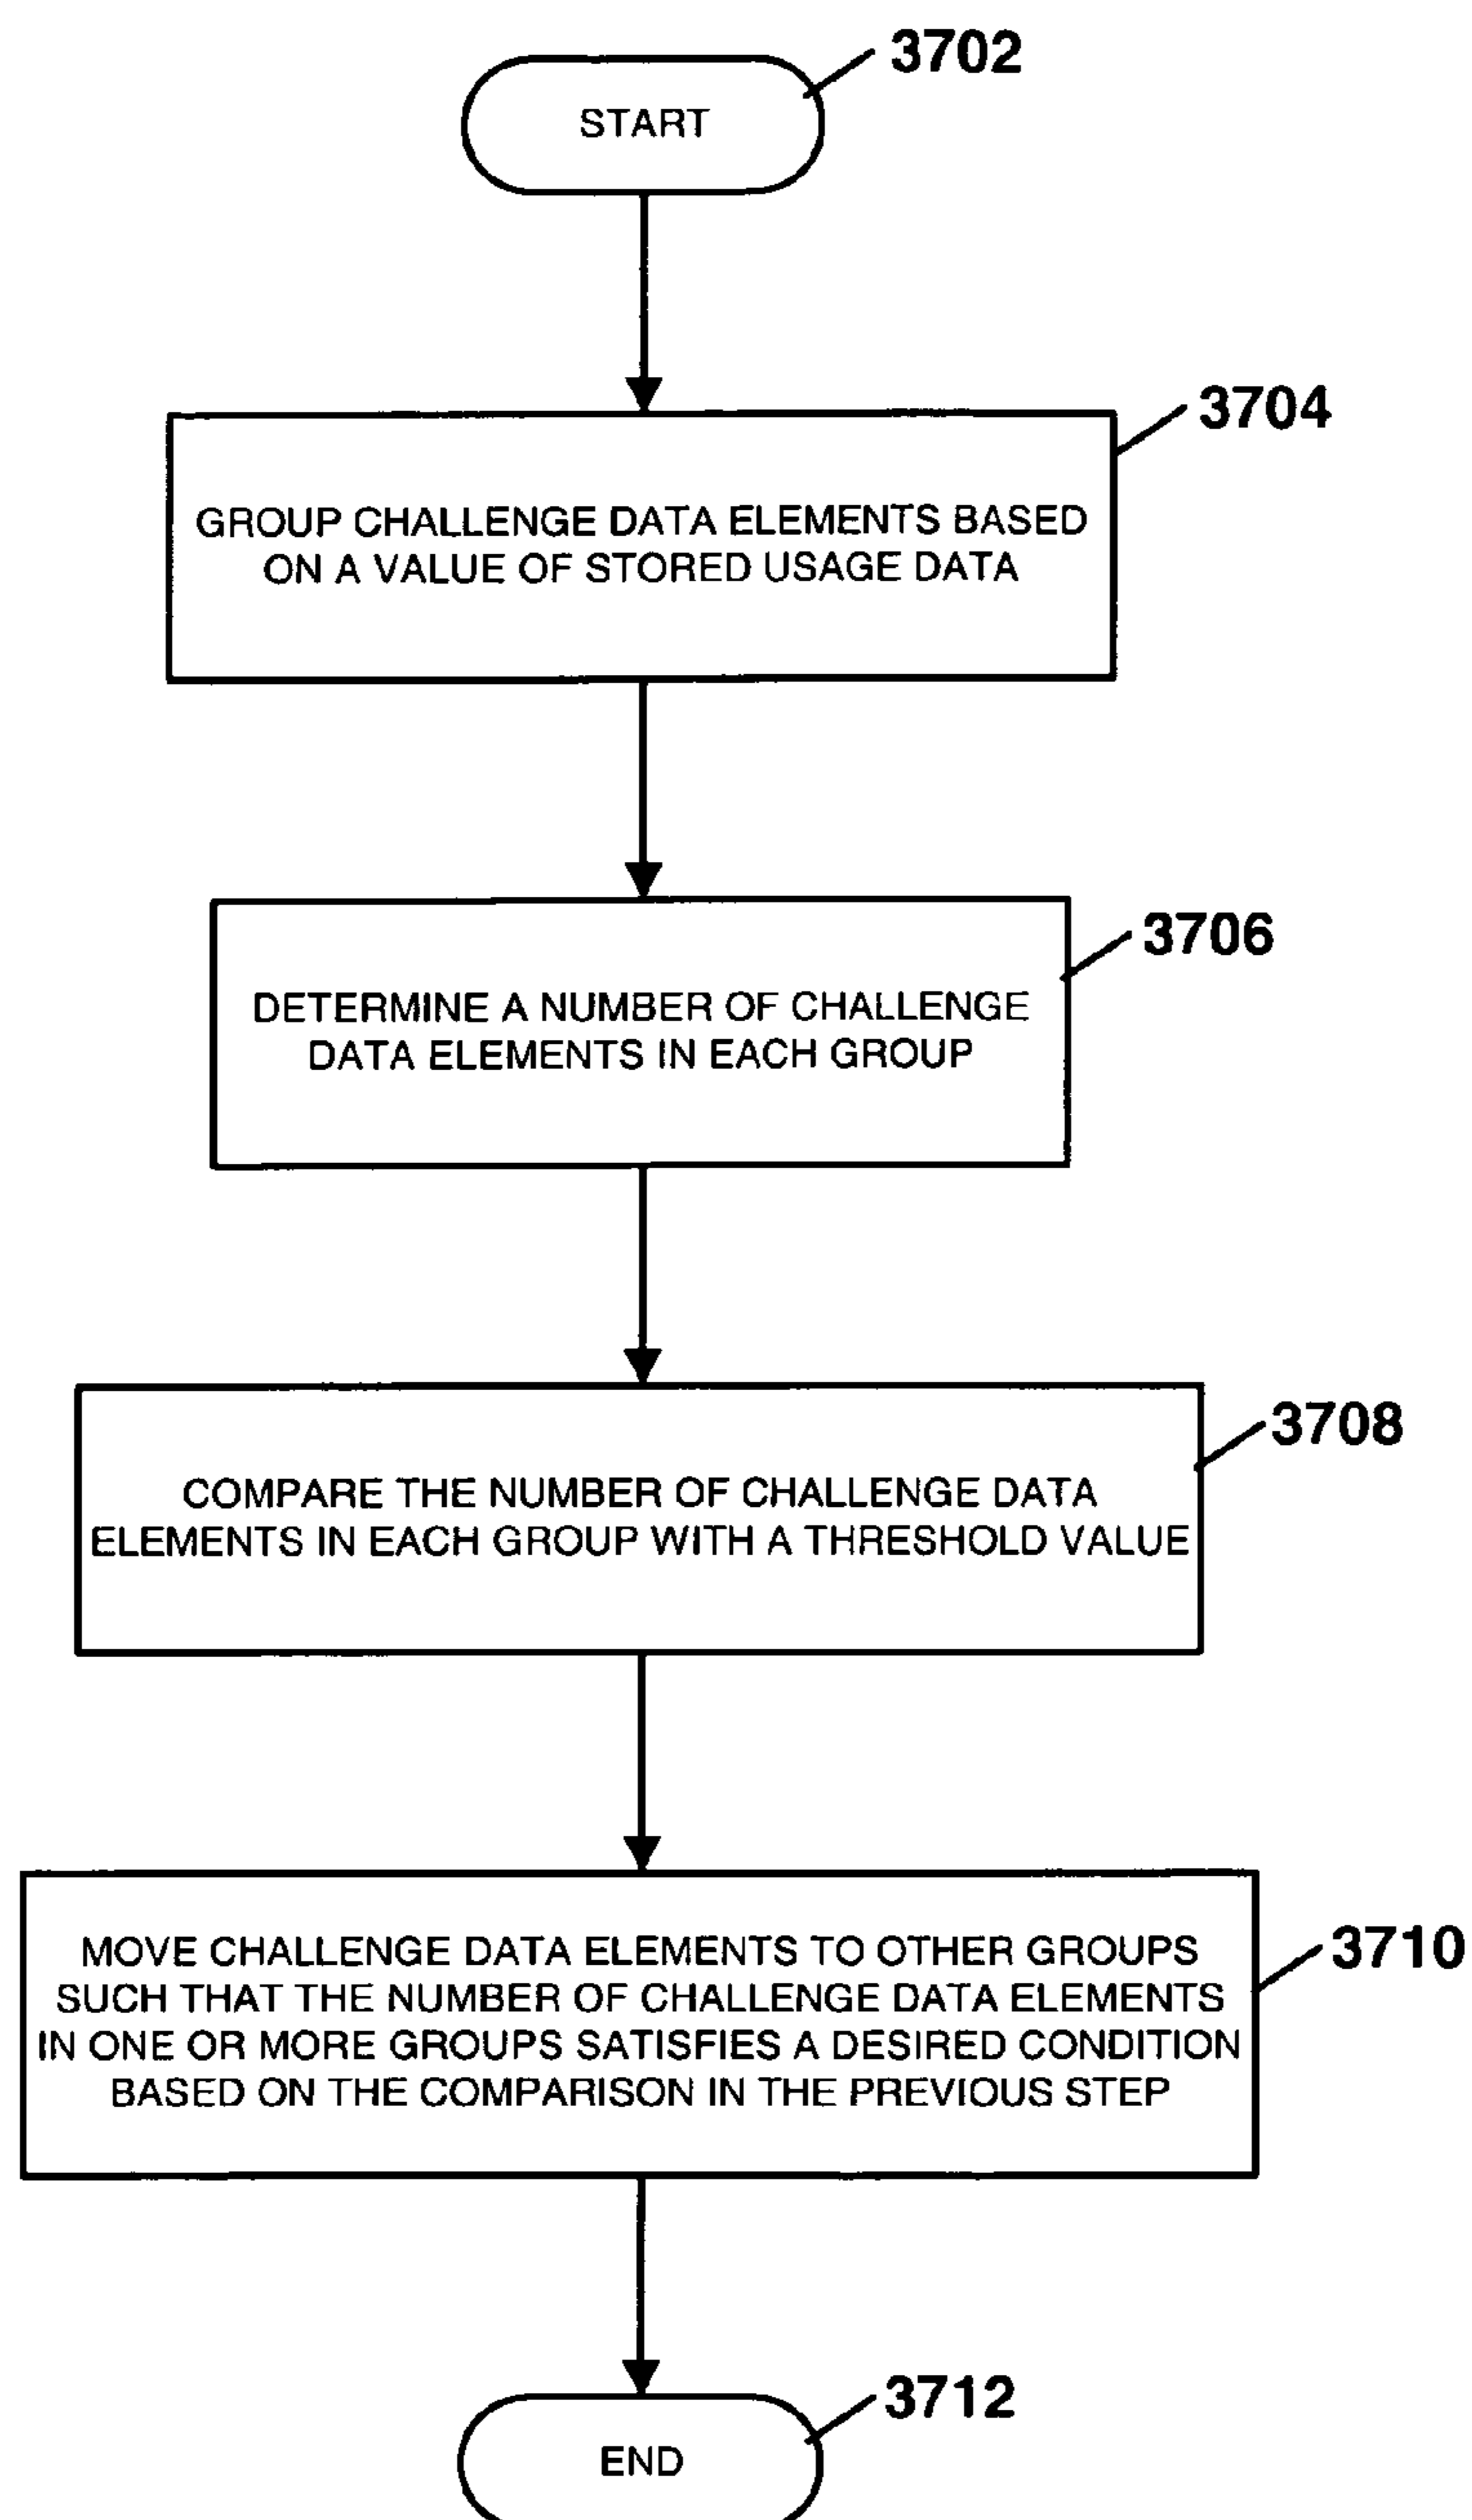 3702
START
3704
GROUP CHALLENGE DATA ELEMENTS BASED
ON A VALUE OF STORED USAGE DATA
3706
DETERMINE A NUMBER OF CHALLENGE
DATA ELEMENTS IN EACH GROUP
3708
COMPARE THE NUMBER OF CHALLENGE DATA
ELEMENTS IN EACH GROUP WITH A THRESHOLD VALUE
3710
MOVE CHALLENGE DATA ELEMENTS TO OTHER GROUPS
SUCH THAT THE NUMBER OF CHALLENGE DATA ELEMENTS
IN ONE OR MORE GROUPS SATISFIES A DESIRED CONDITION
BASED ON THE COMPARISON IN THE PREVIOUS STEP
3712
END